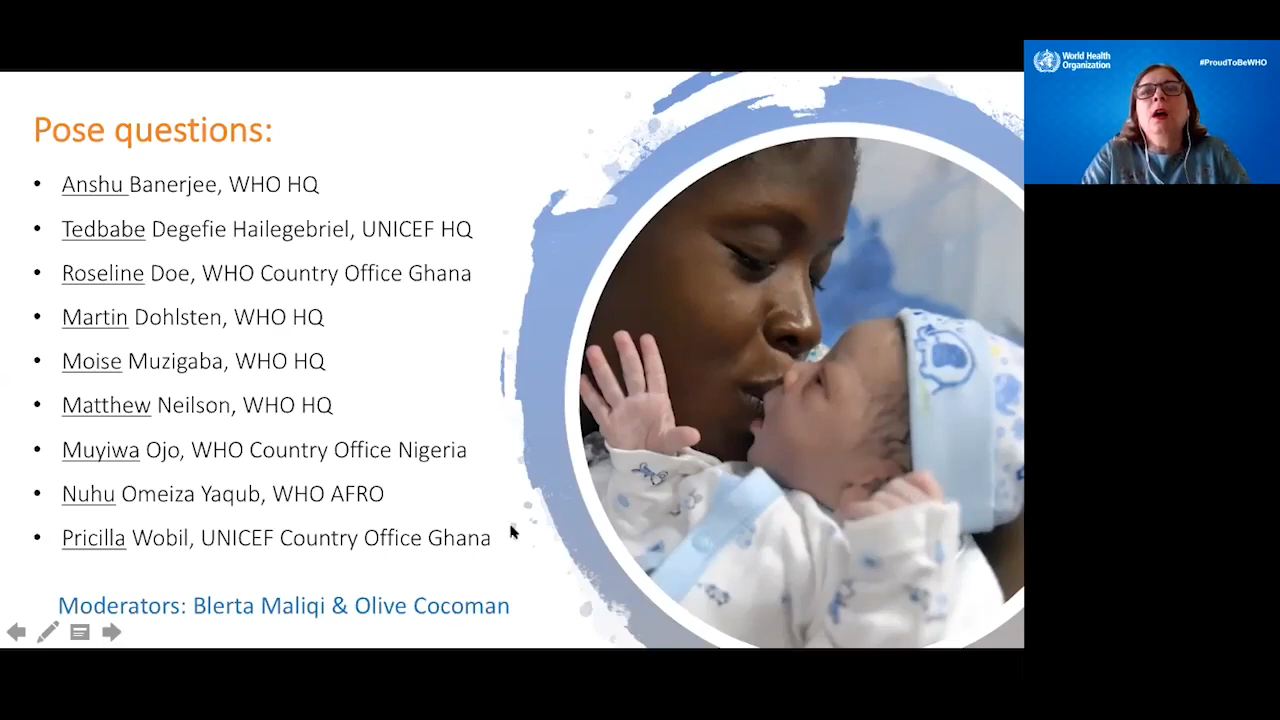 Pose questions:
• Anshu Banerjee, WHO HQ
• Tedbabe Degefie Hailegebriel, UNICEF HQ
• Roseline Doe, WHO Country Office Ghana
• Martin Dohlsten, WHO HQ
• Moise Muzigaba, WHO HQ
• Matthew Neilson, WHO HQ
• Muyiwa Ojo, WHO Country Office Nigeria
• Nuhu Omeiza Yaqub, WHO AFRO
• Pricilla Wobil, UNICEF Country Office Ghana
Moderators: Blerta Maliqi & Olive Cocoman
World Health
Organization
#ProudToBeWHO